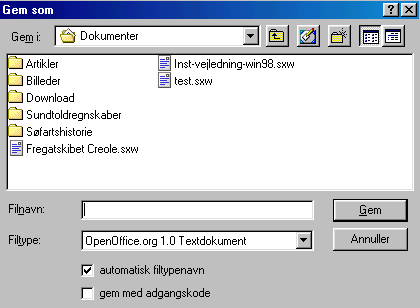 Gem som
Gem i: Dokumenter
Artikler
Billeder
Download
Sundtoldregnskaber
Søfartshistorie
Fregatskibet Creole.sxw
Inst-vejledning-win98.sxw
test.sxw
Filnavn:
Gem
Filtype: OpenOffice.org 1.0 Textdokument
Annuller
automatisk filtypenavn
gem med adgangskode